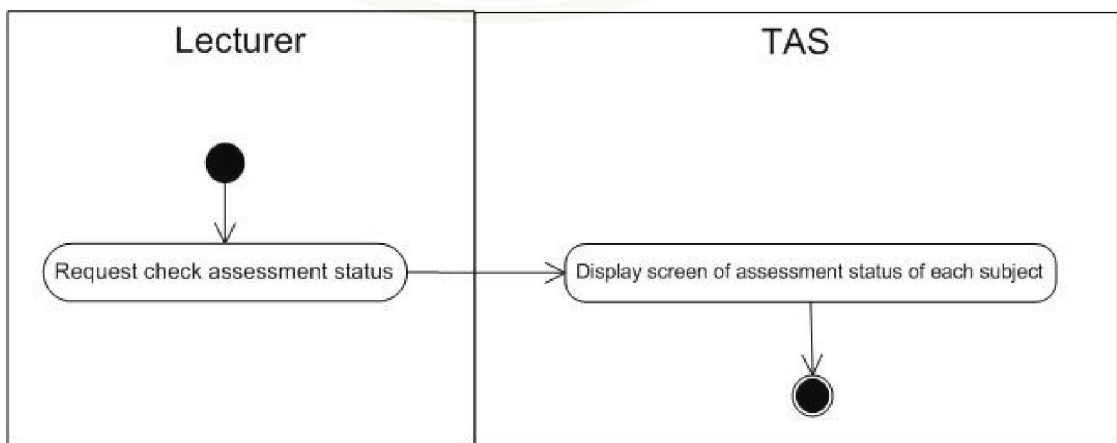 Lecturer
TAS
Request check assessment status
Display screen of assessment status of each subject